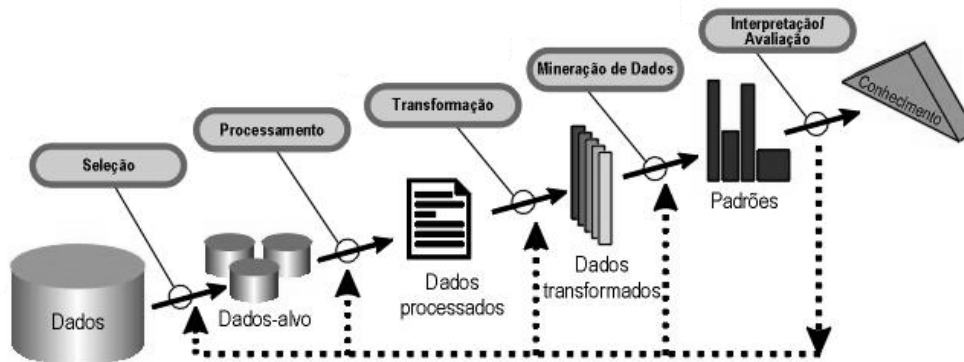 Interpretação/
Avaliação
Mineração de Dados
Transformação
Processamento
Seleção
Conhecimento
Padrões
Dados
transformados
Dados
processados
Dados-alvo
Dados